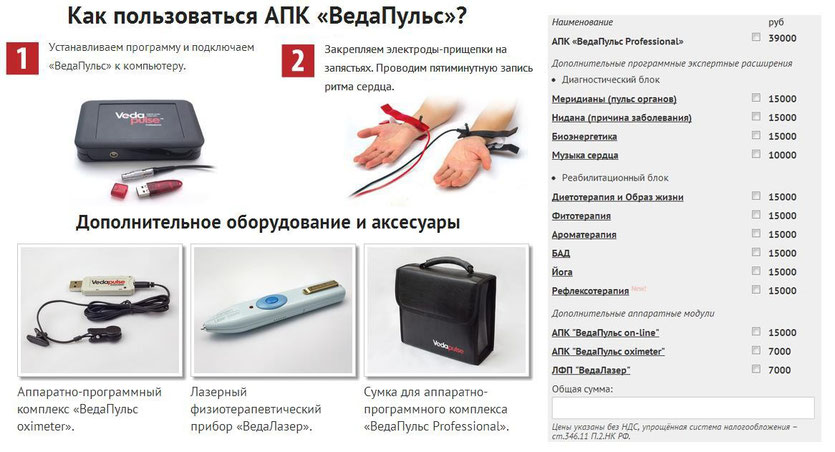 Как пользоваться АПК «ВедаПульс»?
1
Устанавливаем программу и подключаем
«ВедаПульс» к компьютеру.
2
Закрепляем электроды-прищепки на
запястьях. Проводим пятиминутную запись
ритма сердца.
Veda
pulse
Дополнительное оборудование и аксесуары
Vedapulse
Vedapulse
Аппаратно-программный
комплекс «ВедаПульс
oximeter».
Лазерный
физиотерапевтический
прибор «ВедаЛазер».
Сумка для аппаратно-
программного комплекса
«ВедаПульс Professional».
Наименование руб
АПК «ВедаПульс Professional» 39000
Дополнительные программные экспертные расширения
• Диагностический блок
Меридианы (пульс органов) 15000
Нидана (причина заболевания) 15000
Биоэнергетика 15000
Музыка сердца 10000
• Реабилитационный блок
Диетотерапия и Образ жизни 15000
Фитотерапия 15000
Ароматерапия 15000
БАД 15000
Йога 15000
Рефлексотерапия New! 15000
Дополнительные аппаратные модули
АПК "ВедаПульс on-line" 15000
АПК "ВедаПульс oximeter" 7000
ЛФП "ВедаЛазер" 7000
Общая сумма:
Цены указаны без НДС, упрощённая система налогообложения –
ст.346.11 П.2.НК РФ.